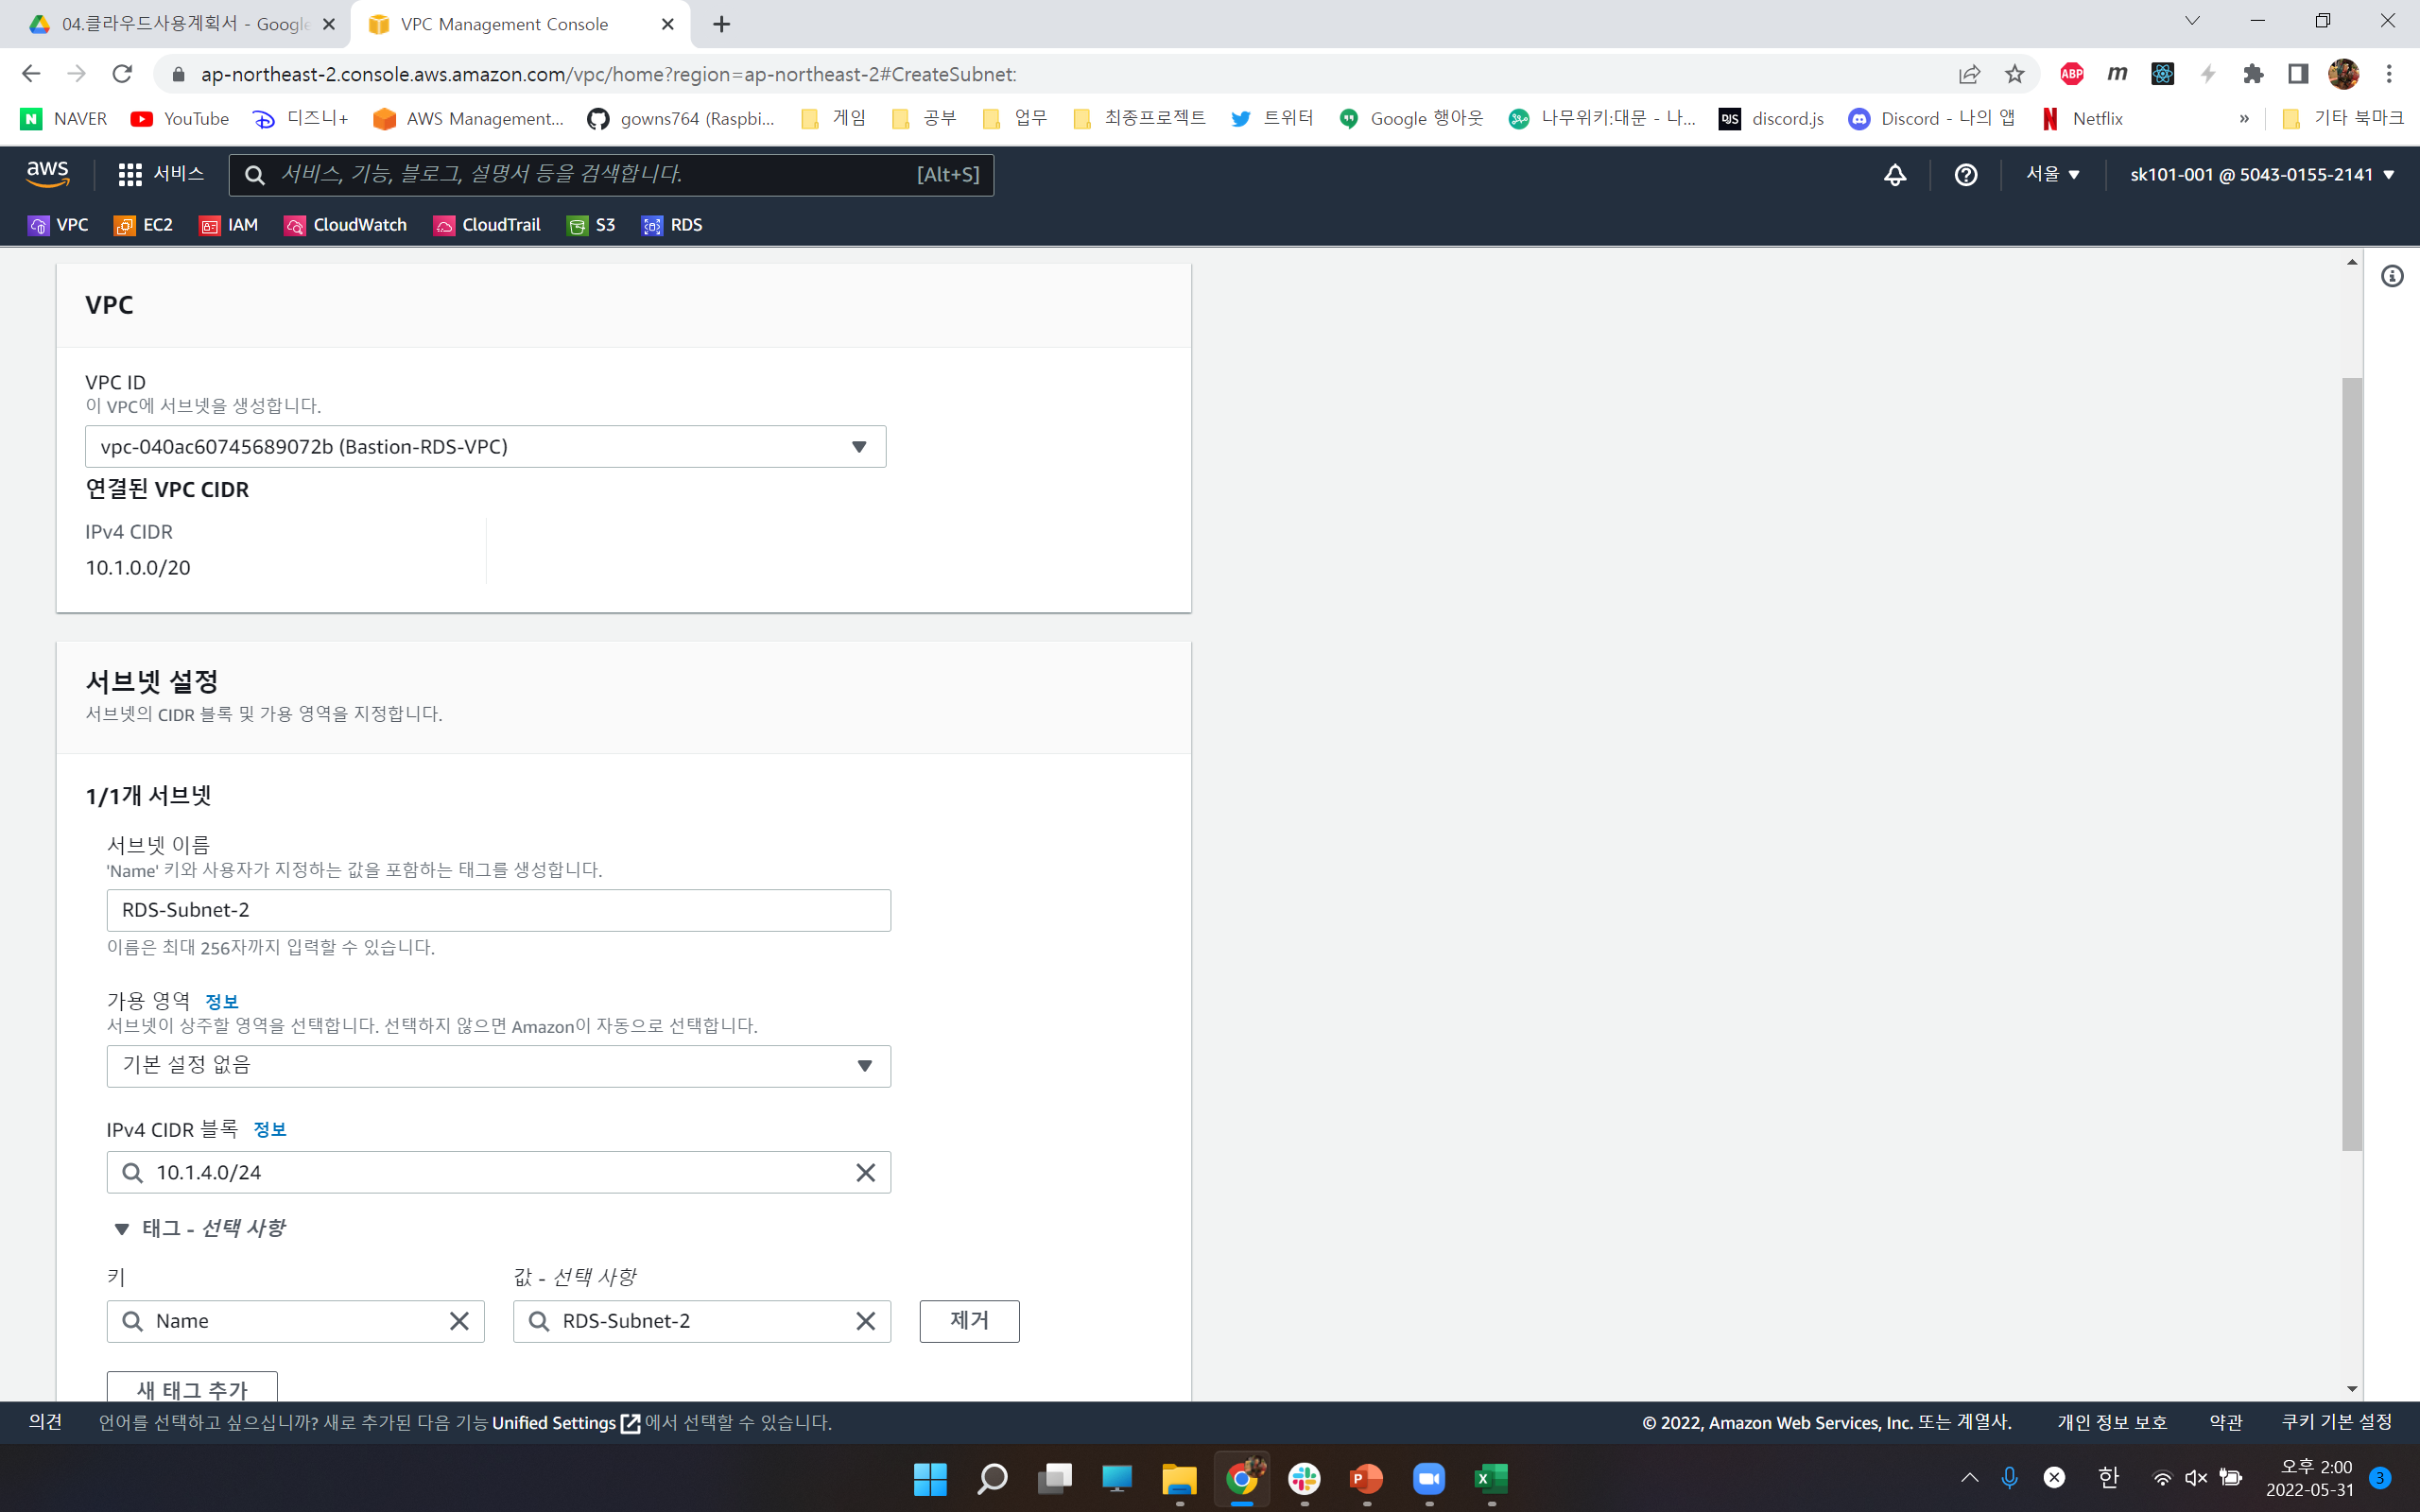 04.클라우드사용계획서 - Google
VPC Management Console
ap-northeast-2.console.aws.amazon.com/vpc/home?region=ap-northeast-2#CreateSubnet:
ABP
m
NAVER
YouTube
디즈니+
AWS Management...
gowns764 (Raspbi...
게임
공부
업무
최종프로젝트
트위터
Google 행아웃
나무위키:대문 - 나...
discord.js
Discord - 나의 앱
Netflix
»
기타 북마크
aws
서비스
서비스, 기능, 블로그, 설명서 등을 검색합니다.
[Alt+S]
서울
sk101-001 @ 5043-0155-2141
VPC
EC2
IAM
CloudWatch
CloudTrail
S3
RDS
VPC
VPC ID
이 VPC에 서브넷을 생성합니다.
vpc-040ac60745689072b (Bastion-RDS-VPC)
연결된 VPC CIDR
IPv4 CIDR
10.1.0.0/20
서브넷 설정
서브넷의 CIDR 블록 및 가용 영역을 지정합니다.
1/1개 서브넷
서브넷 이름
'Name' 키와 사용자가 지정하는 값을 포함하는 태그를 생성합니다.
RDS-Subnet-2
이름은 최대 256자까지 입력할 수 있습니다.
가용 영역 정보
서브넷이 상주할 영역을 선택합니다. 선택하지 않으면 Amazon이 자동으로 선택합니다.
기본 설정 없음
IPv4 CIDR 블록 정보
10.1.4.0/24
태그 - 선택 사항
키
값 - 선택 사항
Name
RDS-Subnet-2
제거
새 태그 추가
의견
언어를 선택하고 싶으십니까? 새로 추가된 다음 기능 Unified Settings 에서 선택할 수 있습니다.
© 2022, Amazon Web Services, Inc. 또는 계열사.
개인 정보 보호
약관
쿠키 기본 설정
한
오후 2:00
2022-05-31
3